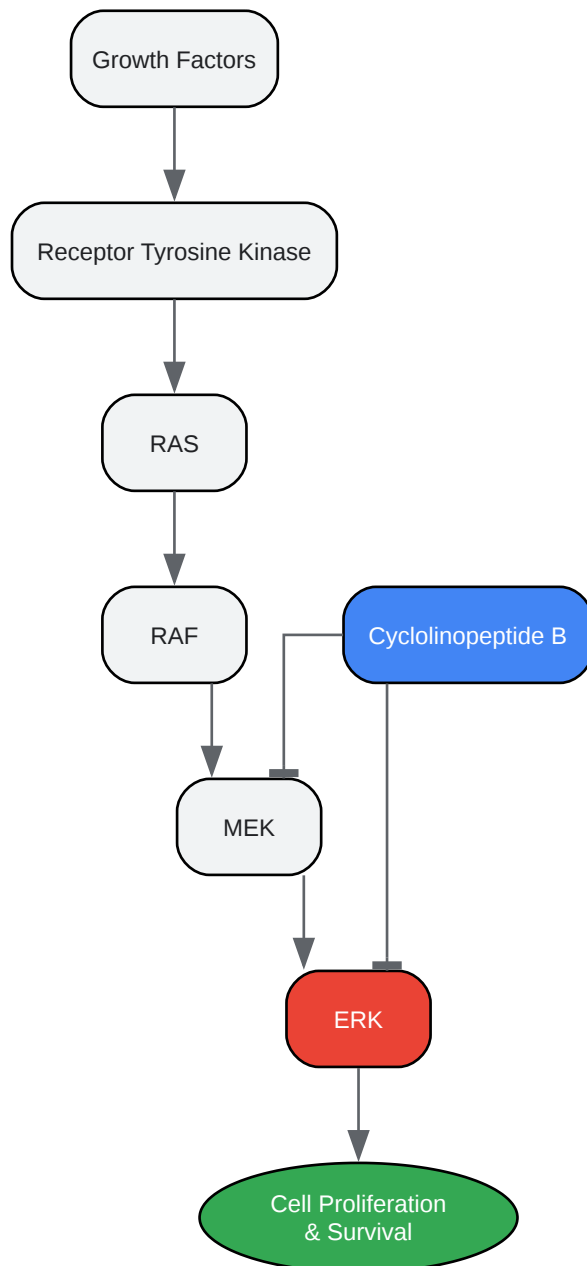 Growth Factors
Receptor Tyrosine Kinase
RAS
RAF
Cyclolinopeptide B
MEK
ERK
Cell Proliferation
& Survival